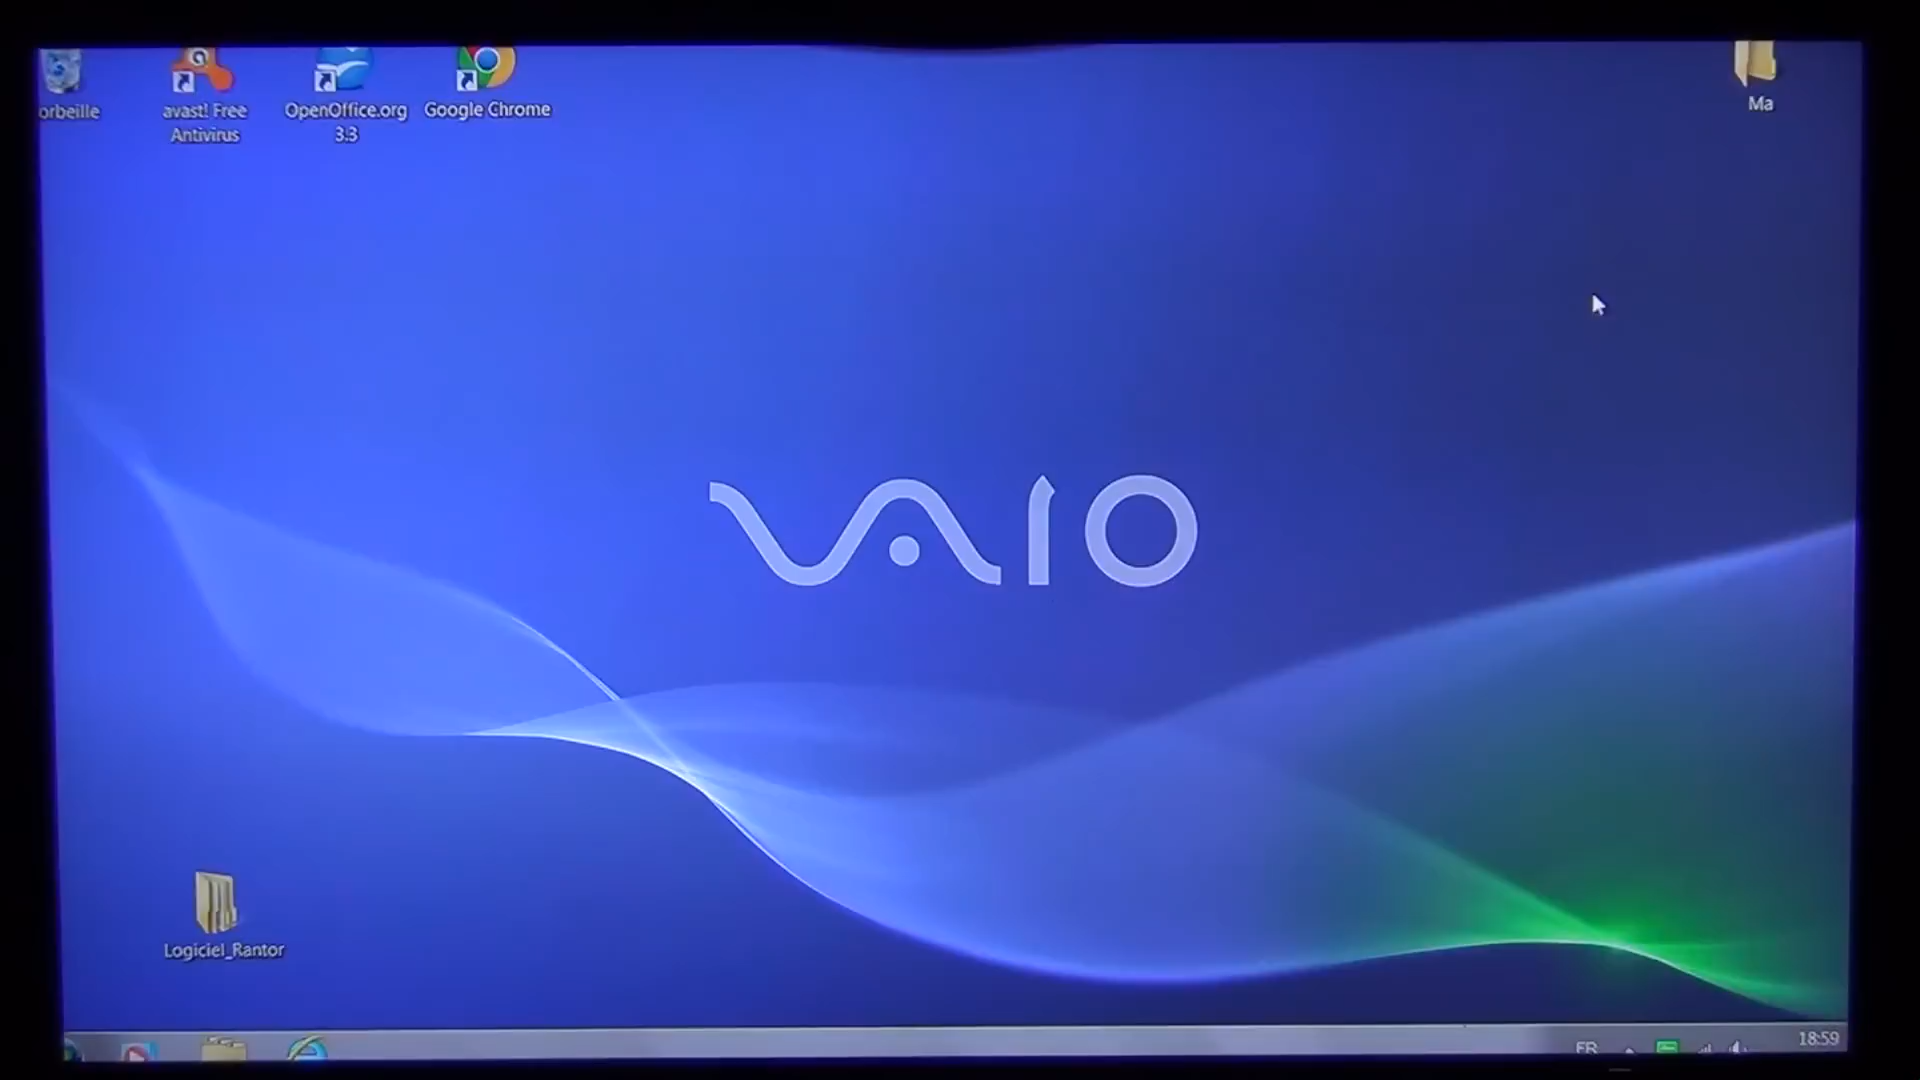 orbeille
avast! Free
Antivirus
OpenOffice.org
3.3
Google Chrome
Ma
VAIO
Logiciel_Rantor
FR
18:59